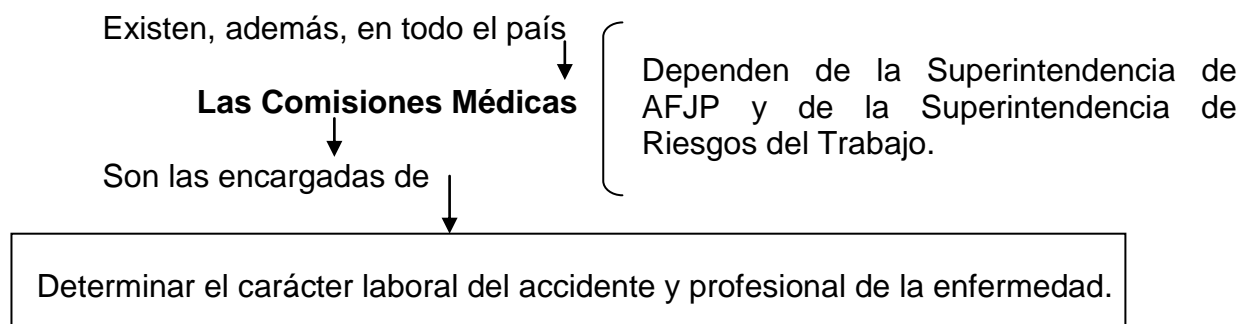 Existen, además, en todo el país
Las Comisiones Médicas
Son las encargadas de
Dependen de la Superintendencia de
AFJP y de la Superintendencia de
Riesgos del Trabajo.
Determinar el carácter laboral del accidente y profesional de la enfermedad.